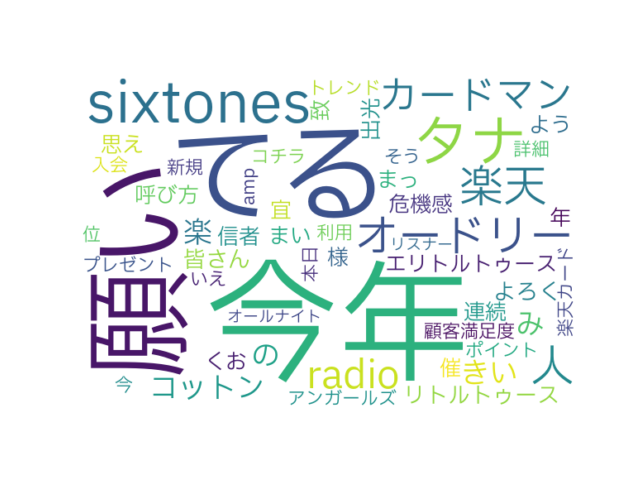 トレンド
sixtones
数
出光
カードマン
思え
てる
タナ
よう
入会
新規
コチラ
そう
詳細
呼び方
amp
まっ
楽天
願い
宜
危機感
年
位
楽
信者
まい
利用
オードリー
プレゼント
皆さん
本日
様
リスナー
いえ
エリトルトゥース
楽天カード
今年
オールナイト
連続
よろく
顧客満足度
み
くお
の
ポイント
今
コットン
radio
催
きい
人
アンガールズ
リトルトゥース